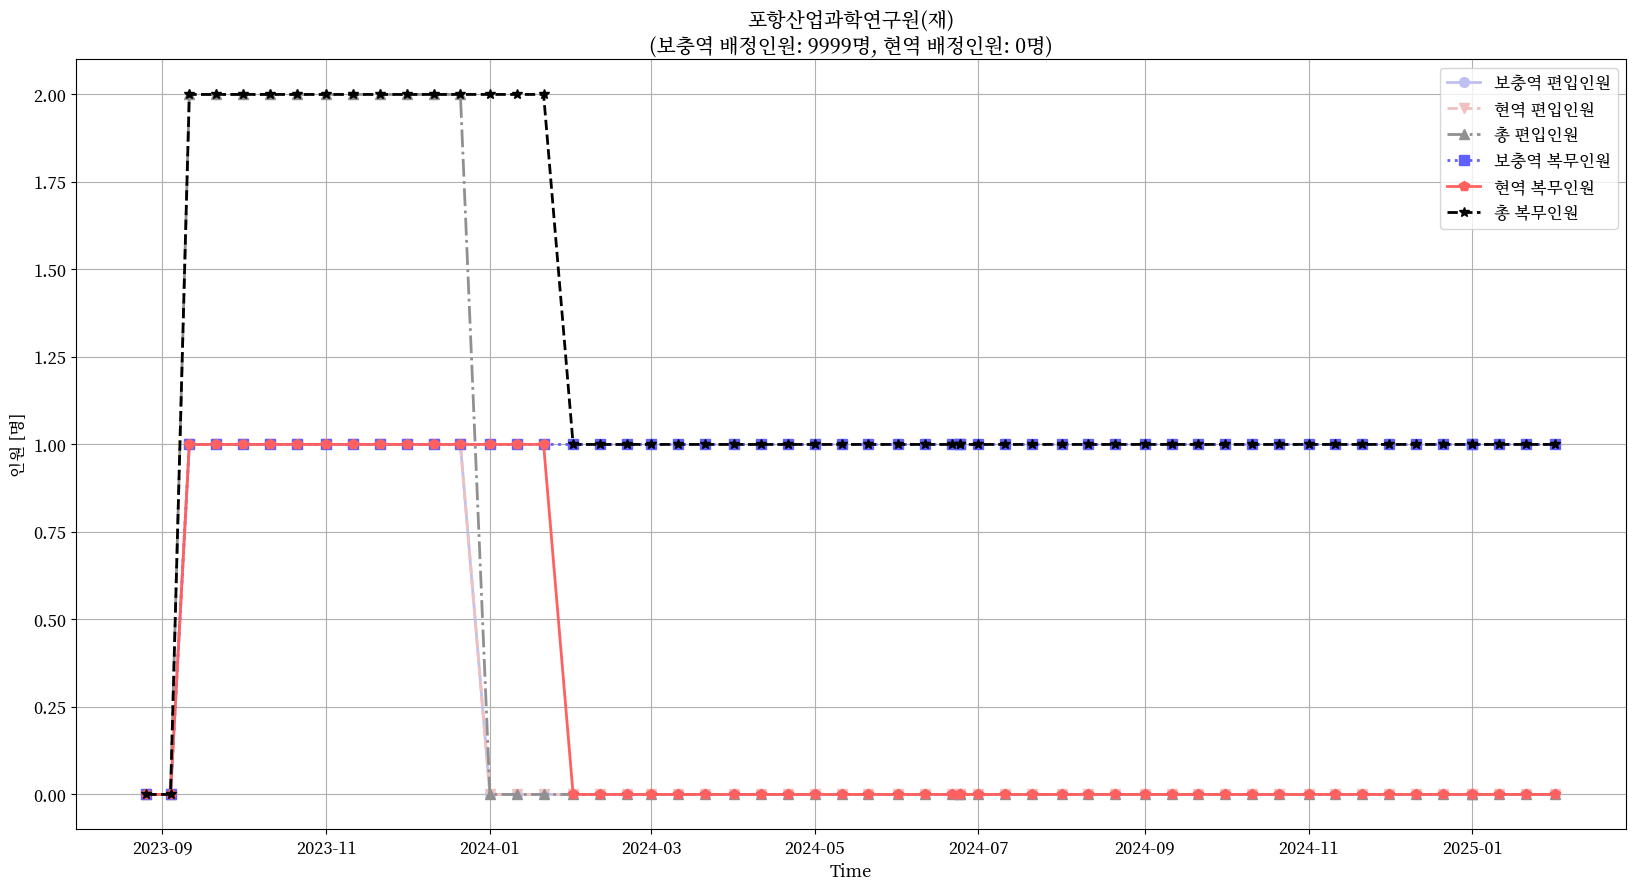 포항산업과학연구원(재)
(보충역 배정인원: 9999명, 현역 배정인원: 0명)
보충역 편입인원
현역 편입인원
총 편입인원
보충역 복무인원
현역 복무인원
총 복무인원
2.00
1.75
1.50
1.25
1.00
0.75
0.50
0.25
0.00
인원 [명]
2023-09 2023-11 2024-01 2024-03 2024-05 2024-07 2024-09 2024-11 2025-01
Time